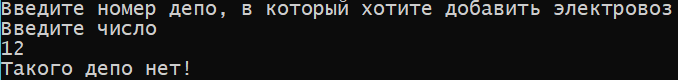 Введите номер депо, в который хотите добавить электровоз
Введите число
12
Такого депо нет!